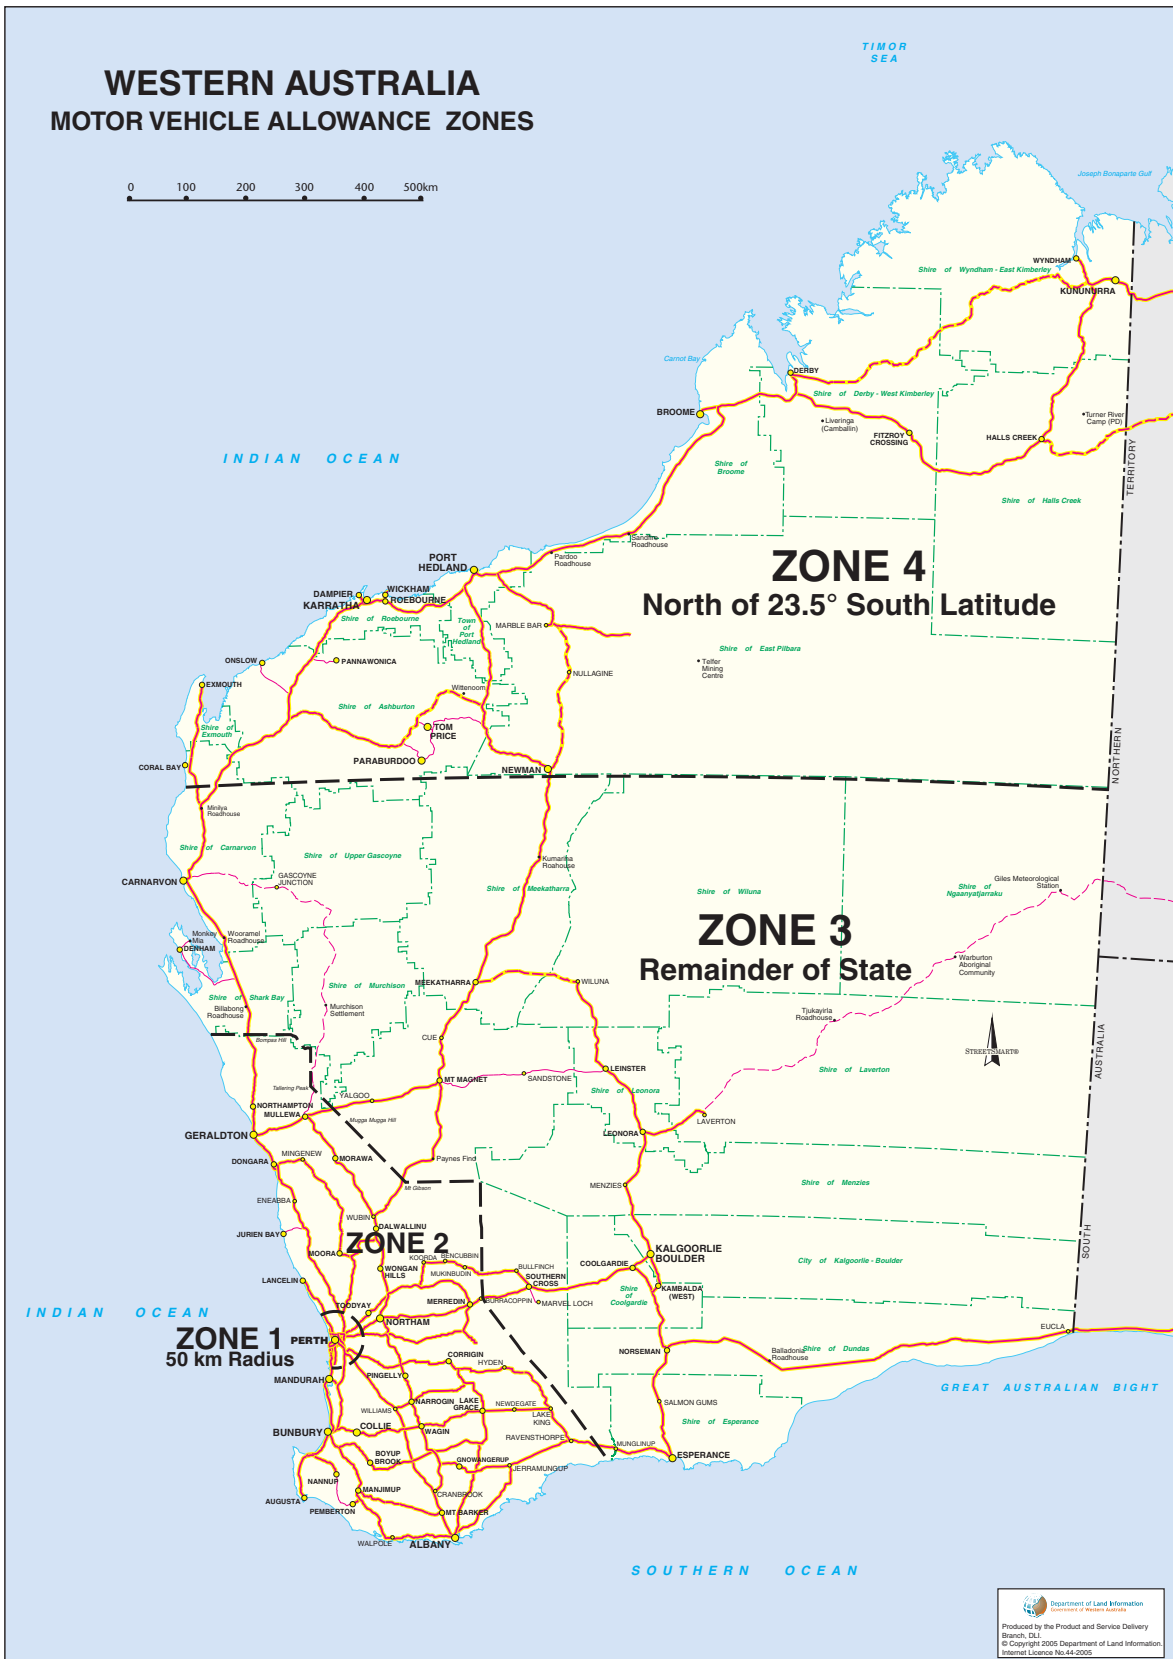 TIMOR
SEA
WESTERN AUSTRALIA
MOTOR VEHICLE ALLOWANCE ZONES
0 100 200 300 400 500km
Joseph Bonaparte Gulf
WYNDHAM
Shire of Wyndham - East Kimberley
KUNUNURRA
Carnot Bay
DERBY
Shire of Derby - West Kimberley
BROOME
Liveringa
(Camballin)
FITZROY
CROSSING
HALLS CREEK
Turner River
Camp (PD)
INDIAN OCEAN
Shire of
Broome
Shire of Halls Creek
TERRITORY
NORTHERN
Sandfire
Roadhouse
Pardoo
Roadhouse
PORT
HEDLAND
ZONE 4
North of 23.5° South Latitude
DAMPIER
WICKHAM
KARRATHA
ROEBOURNE
Shire of Roebourne
Town
of
Port
Hedland
MARBLE BAR
Shire of East Pilbara
ONSLOW
PANNAWONICA
Telfer
Mining
Centre
NULLAGINE
EXMOUTH
Wittenoom
Shire of Ashburton
Shire of
Exmouth
TOM
PRICE
PARABURDOO
CORAL BAY
NEWMAN
Minilya
Roadhouse
Shire of Carnarvon
Shire of Upper Gascoyne
Kumarina
Roahouse
CARNARVON
GASCOYNE
JUNCTION
Shire of Meekatharra
Shire of Wiluna
Shire of
Ngaanyatjarraku
Giles Meteorological
Station
ZONE 3
Remainder of State
Monkey
Mia
DENHAM
Wooramel
Roadhouse
Warburton
Aboriginal
Community
MEEKATHARRA
WILUNA
Shire of Shark Bay
Shire of Murchison
Billabong
Roadhouse
Murchison
Settlement
Tjukayirla
Roadhouse
Bompas Hill
CUE
STREETSMART®
AUSTRALIA
SOUTH
Tallering Peak
MT MAGNET
SANDSTONE
LEINSTER
Shire of Leonora
Shire of Laverton
YALGOO
NORTHAMPTON
MULLEWA
Mugga Mugga Hill
LAVERTON
GERALDTON
LEONORA
DONGARA
MINGENEW
MORAWA
Paynes Find
Mt Gibson
MENZIES
Shire of Menzies
ENEABBA
WUBIN
JURIEN BAY
DALWALLINU
ZONE 2
MOORA
KOORDA
BENCUBBIN
KALGOORLIE
BOULDER
City of Kalgoorlie - Boulder
LANCELIN
WONGAN
HILLS
MUKINBUDIN
BULLFINCH
SOUTHERN
CROSS
COOLGARDIE
Shire
of
Coolgardie
KAMBALDA
(WEST)
TOODYAY
MERREDIN
BURRACOPPIN
MARVEL LOCH
INDIAN OCEAN
NORTHAM
ZONE 1
50 km Radius
PERTH
EUCLA
CORRIGIN
HYDEN
NORSEMAN
Balladonia
Roadhouse
Shire of Dundas
MANDURAH
PINGELLY
GREAT AUSTRALIAN BIGHT
WILLIAMS
NARROGIN
LAKE
GRACE
NEWDEGATE
LAKE
KING
SALMON GUMS
Shire of Esperance
BUNBURY
COLLIE
WAGIN
RAVENSTHORPE
MUNGLINUP
ESPERANCE
BOYUP
BROOK
GNOWANGERUP
JERRAMUNGUP
NANNUP
MANJIMUP
CRANBROOK
AUGUSTA
PEMBERTON
MT BARKER
WALPOLE
ALBANY
SOUTHERN OCEAN
Department of Land Information
Government of Western Australia
Produced by the Product and Service Delivery
Branch, DLI.
© Copyright 2005 Department of Land Information.
Internet Licence No.44-2005